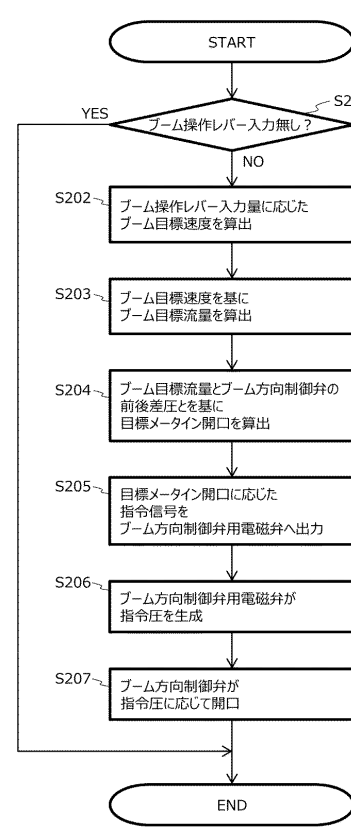 START
S2
YES
ブーム操作レバー入力無し？
NO
S202
ブーム操作レバー入力量に応じた
ブーム目標速度を算出
S203
ブーム目標速度を基に
ブーム目標流量を算出
S204
ブーム目標流量とブーム方向制御弁の
前後差圧とを基に
目標メータイン開口を算出
S205
目標メータイン開口に応じた
指令信号を
ブーム方向制御弁用電磁弁へ出力
S206
ブーム方向制御弁用電磁弁が
指令圧を生成
S207
ブーム方向制御弁が
指令圧に応じて開口
END